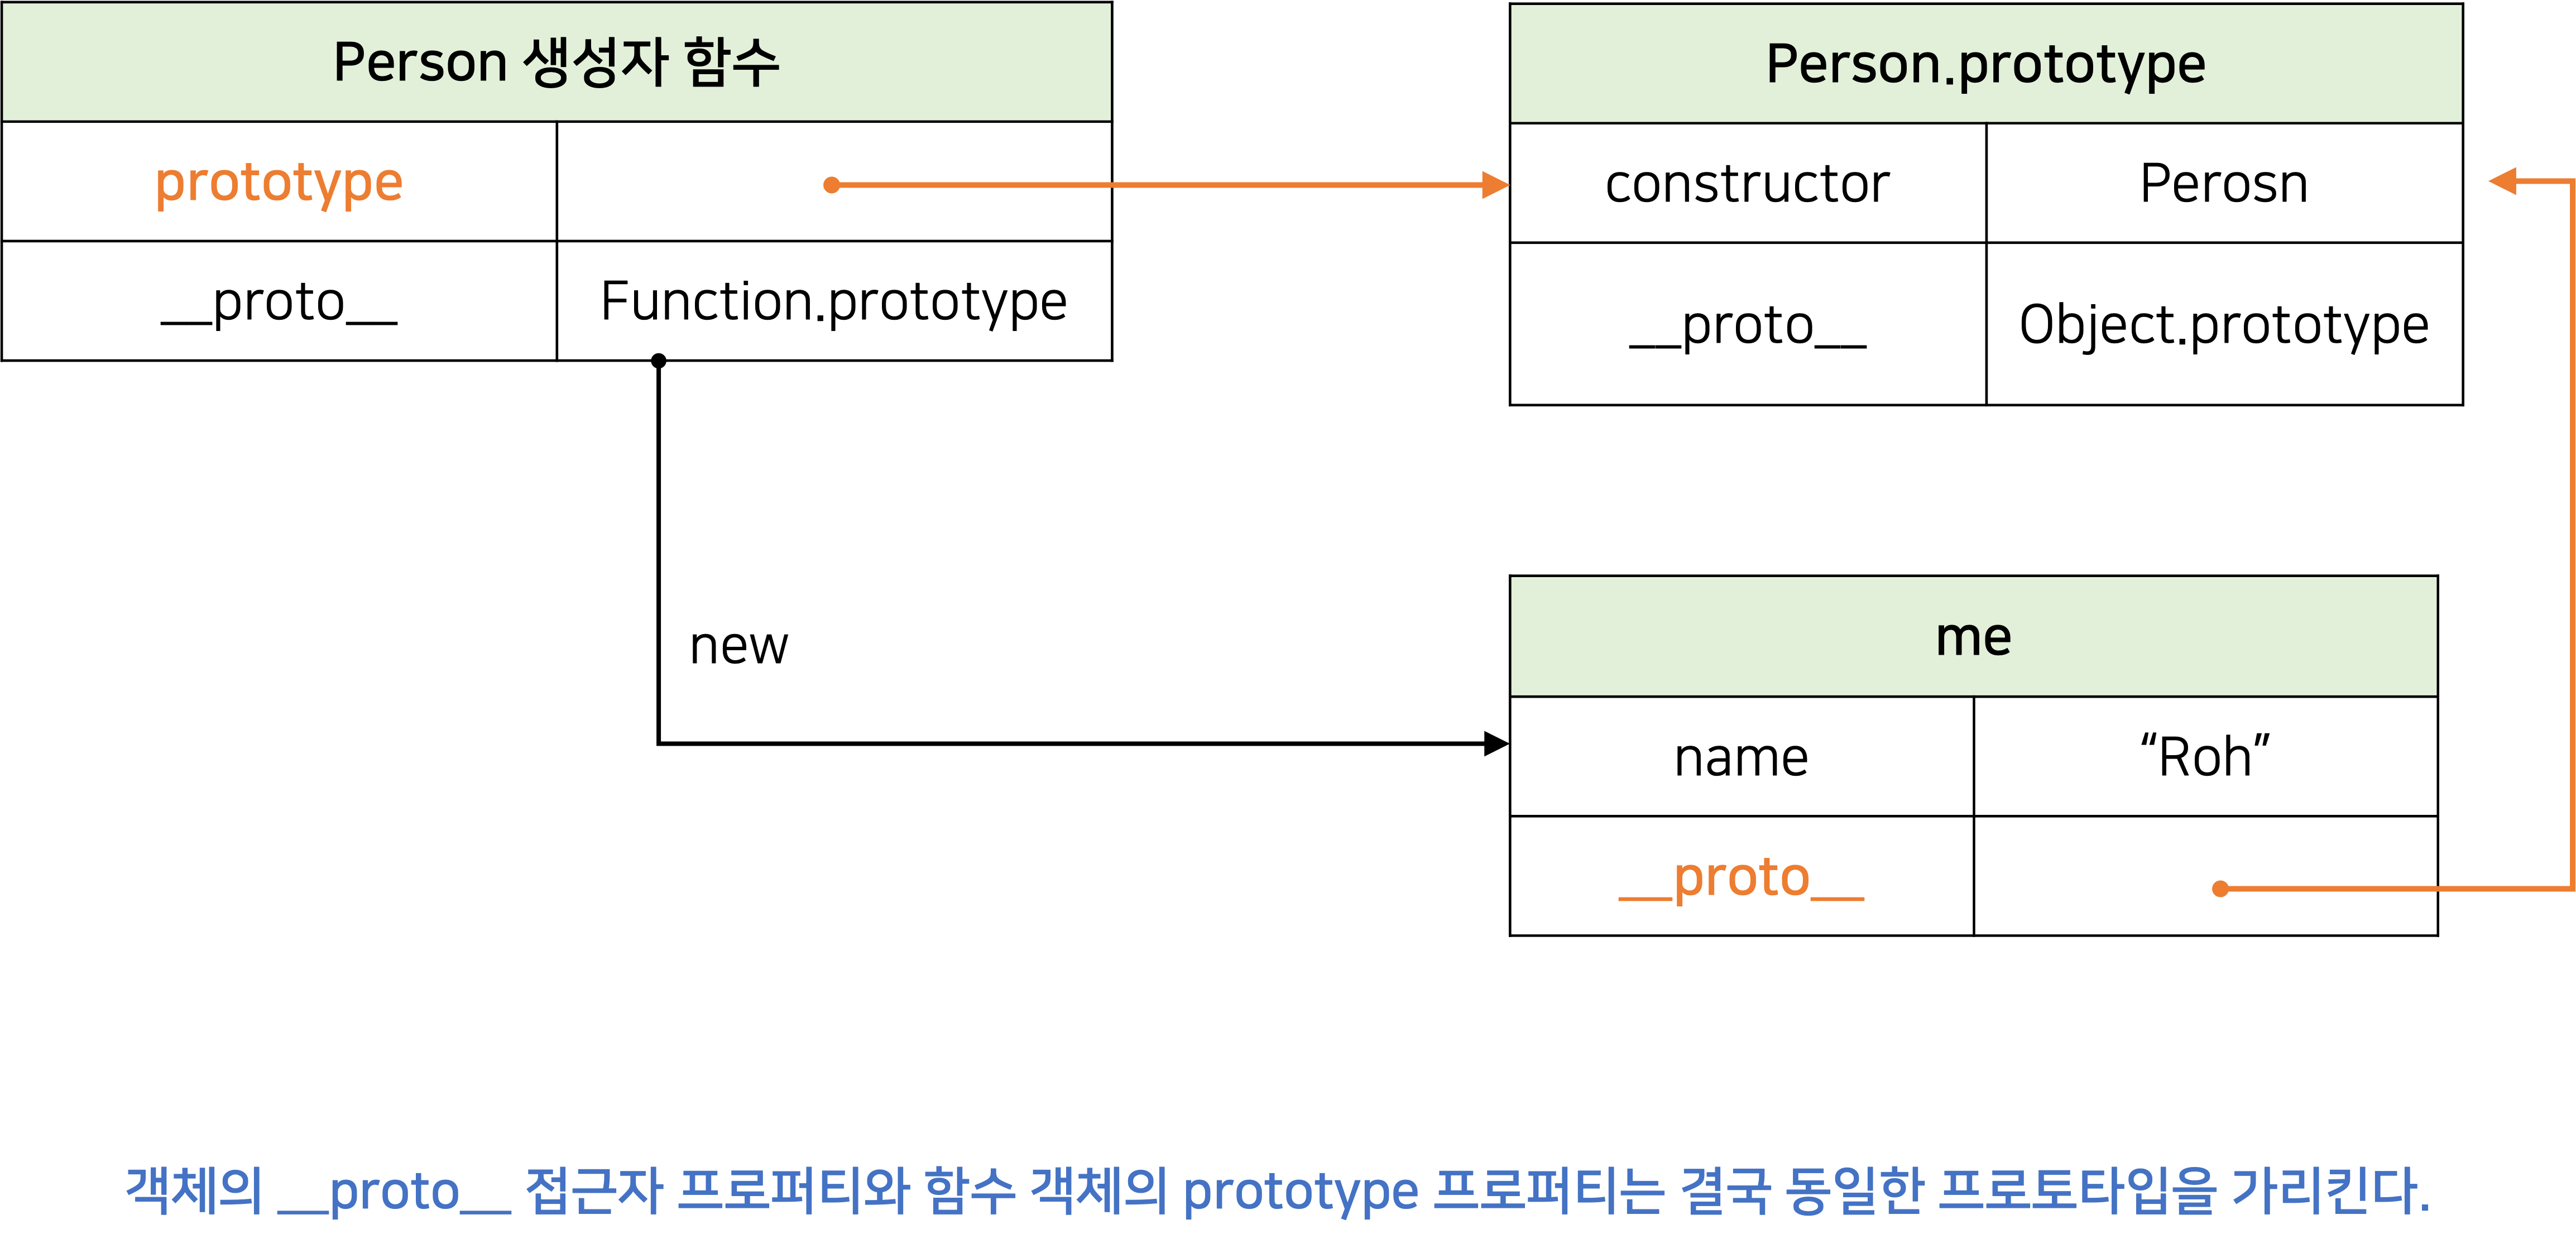 Person 생성자 함수
prototype
__proto__ Function.prototype
Person.prototype
constructor Perosn
__proto__ Object.prototype
new
me
name “Roh”
__proto__
객체의 __proto__ 접근자 프로퍼티와 함수 객체의 prototype 프로퍼티는 결국 동일한 프로토타입을 가리킨다.